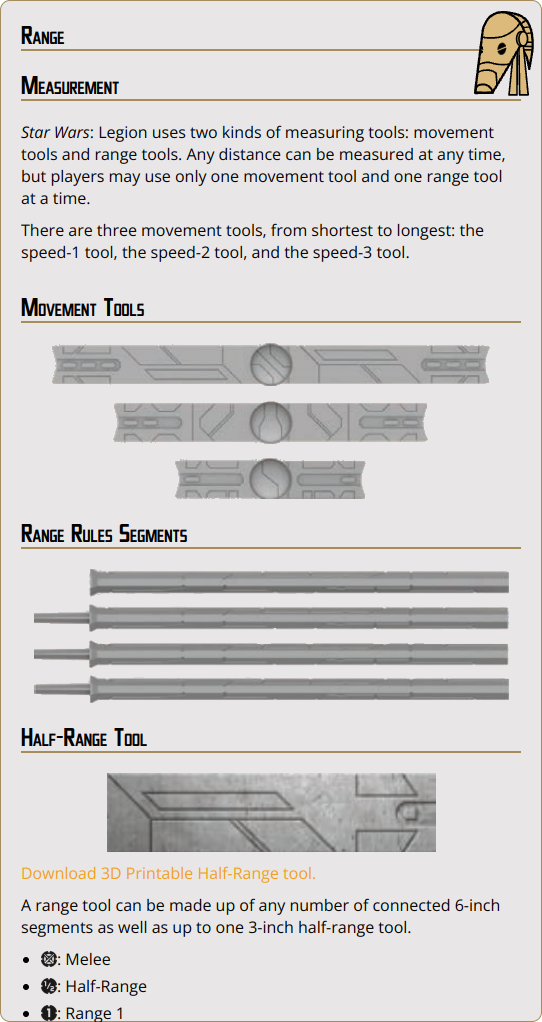 Range
Measurement
Star Wars: Legion uses two kinds of measuring tools: movement
tools and range tools. Any distance can be measured at any time,
but players may use only one movement tool and one range tool
at a time.
There are three movement tools, from shortest to longest: the
speed-1 tool, the speed-2 tool, and the speed-3 tool.
Movement Tools
Range Rules Segments
Half-Range Tool
Download 3D Printable Half-Range tool.
A range tool can be made up of any number of connected 6-inch
segments as well as up to one 3-inch half-range tool.
• : Melee
• ½: Half-Range
• 1: Range 1